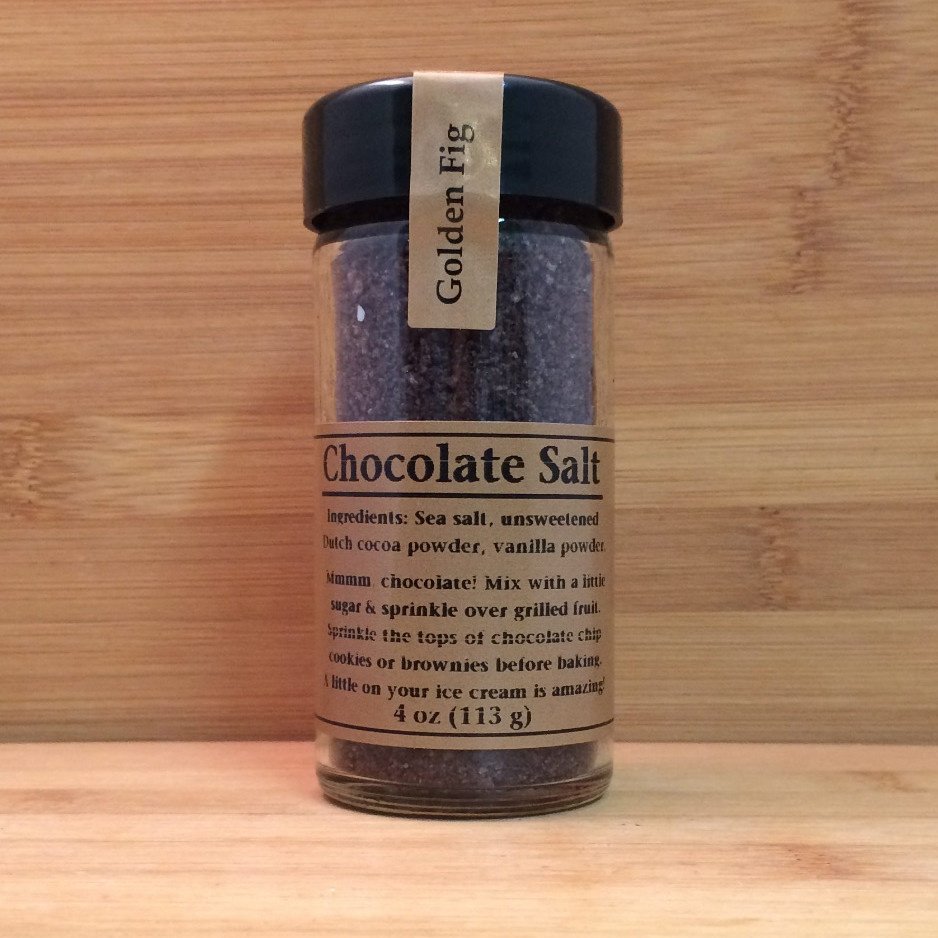 Golden Fig
Chocolate Salt
Ingredients: Sea salt, unsweetened
Dutch cocoa powder, vanilla powder.
Mmmm, chocolate! Mix with a little
sugar & sprinkle over grilled fruit.
Sprinkle the tops of chocolate chip
cookies or brownies before baking.
A little on your ice cream is amazing!
4 oz (113 g)